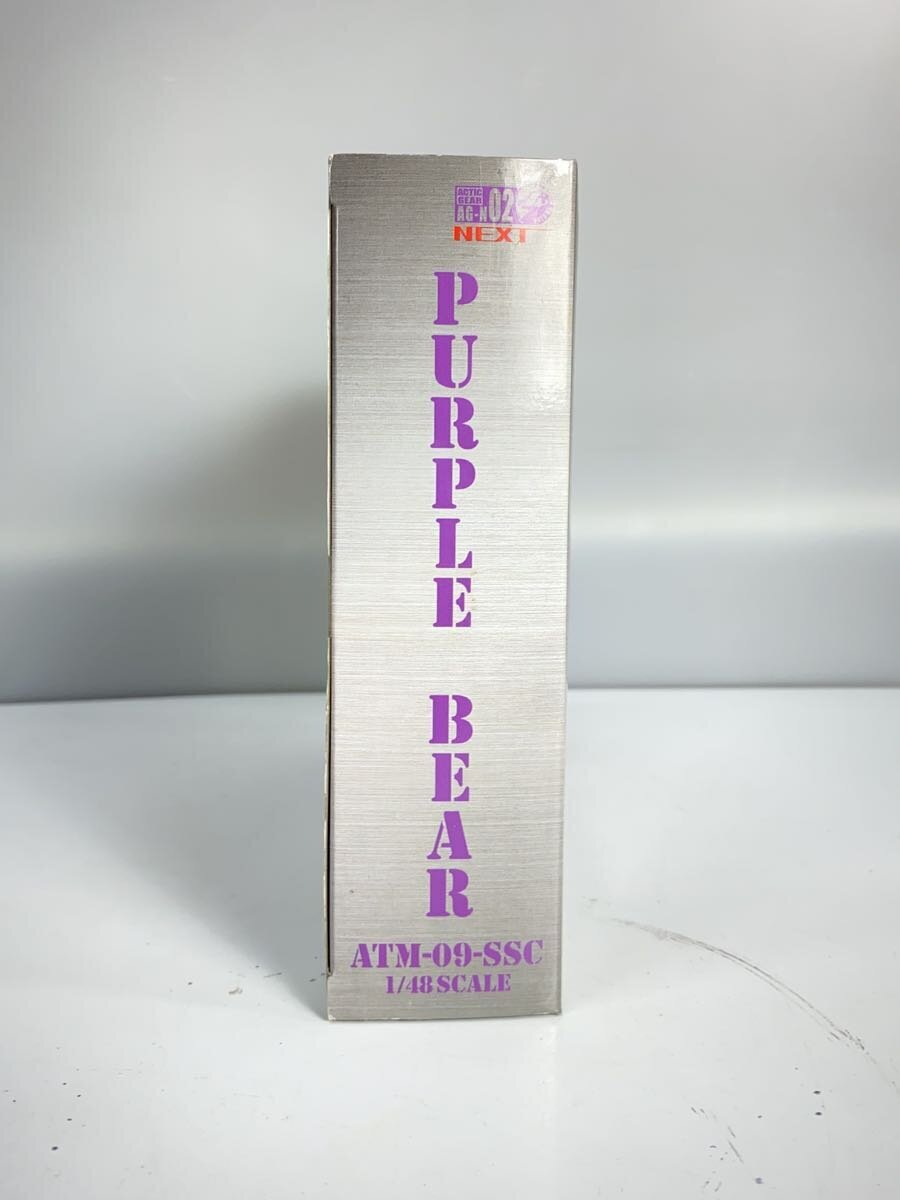 ACTIC
GEAR
AG-N02
NEXT
PURPLE BEAR
ATM-09-SSC
1/48 SCALE